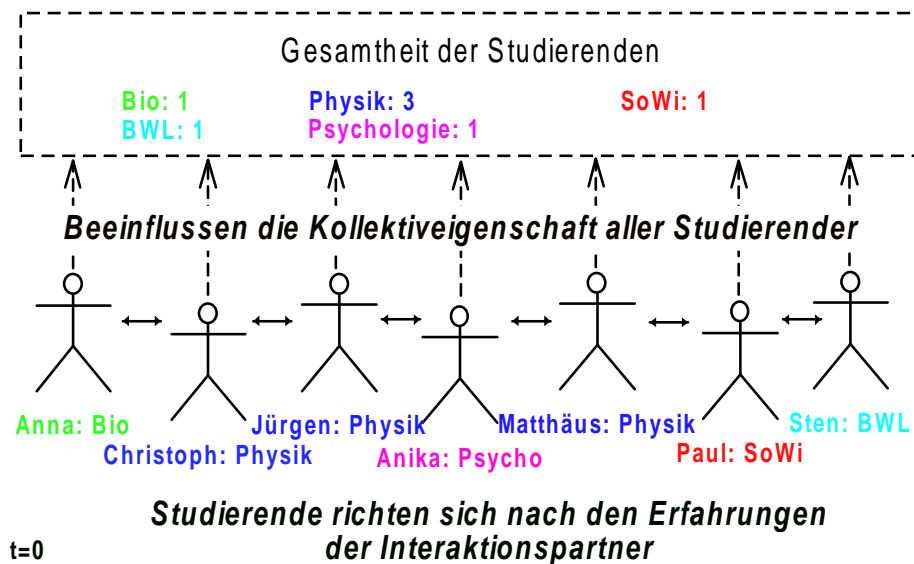 Gesamtheit der Studierenden
Bio: 1 Physik: 3 SoWi: 1
BWL: 1 Psychologie: 1
Beeinflussen die Kollektiveigenschaft aller Studierender
Anna: Bio Jürgen: Physik Matthäus: Physik Sten: BWL
Christoph: Physik Anika: Psycho Paul: SoWi
Studierende richten sich nach den Erfahrungen
t=0 der Interaktionspartner